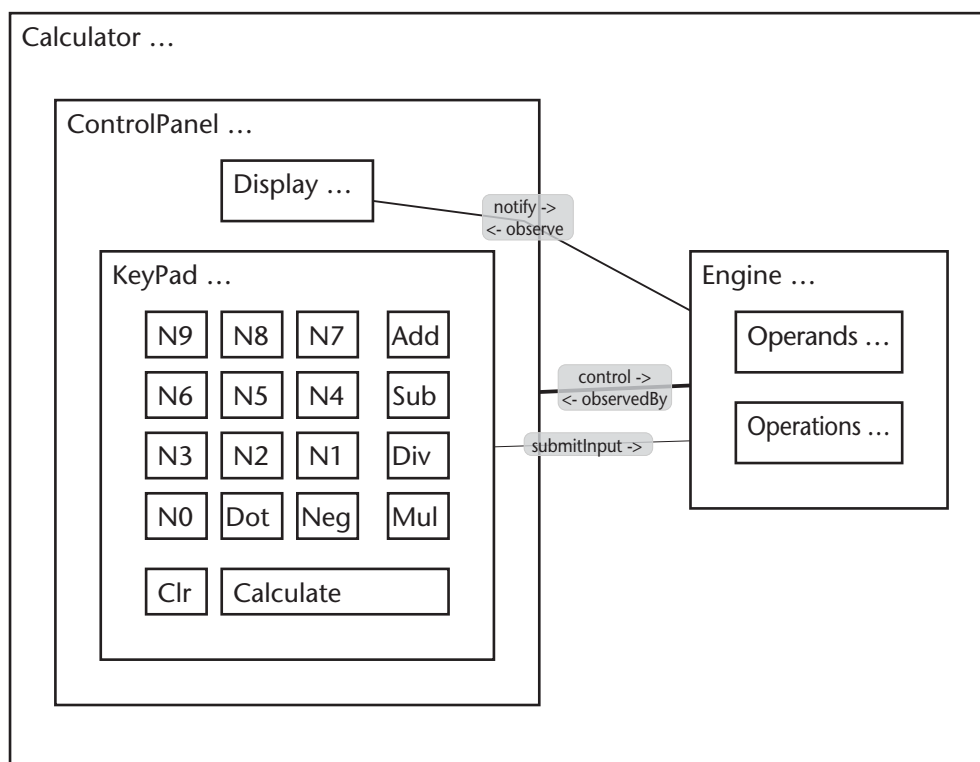 Calculator …
ControlPanel …
Display …
notify ->
<- observe
KeyPad …
Engine …
N9 N8 N7 Add
Operands …
N6 N5 N4 Sub
control ->
<- observedBy
Operations …
N3 N2 N1 Div
submitInput ->
N0 Dot Neg Mul
Clr Calculate